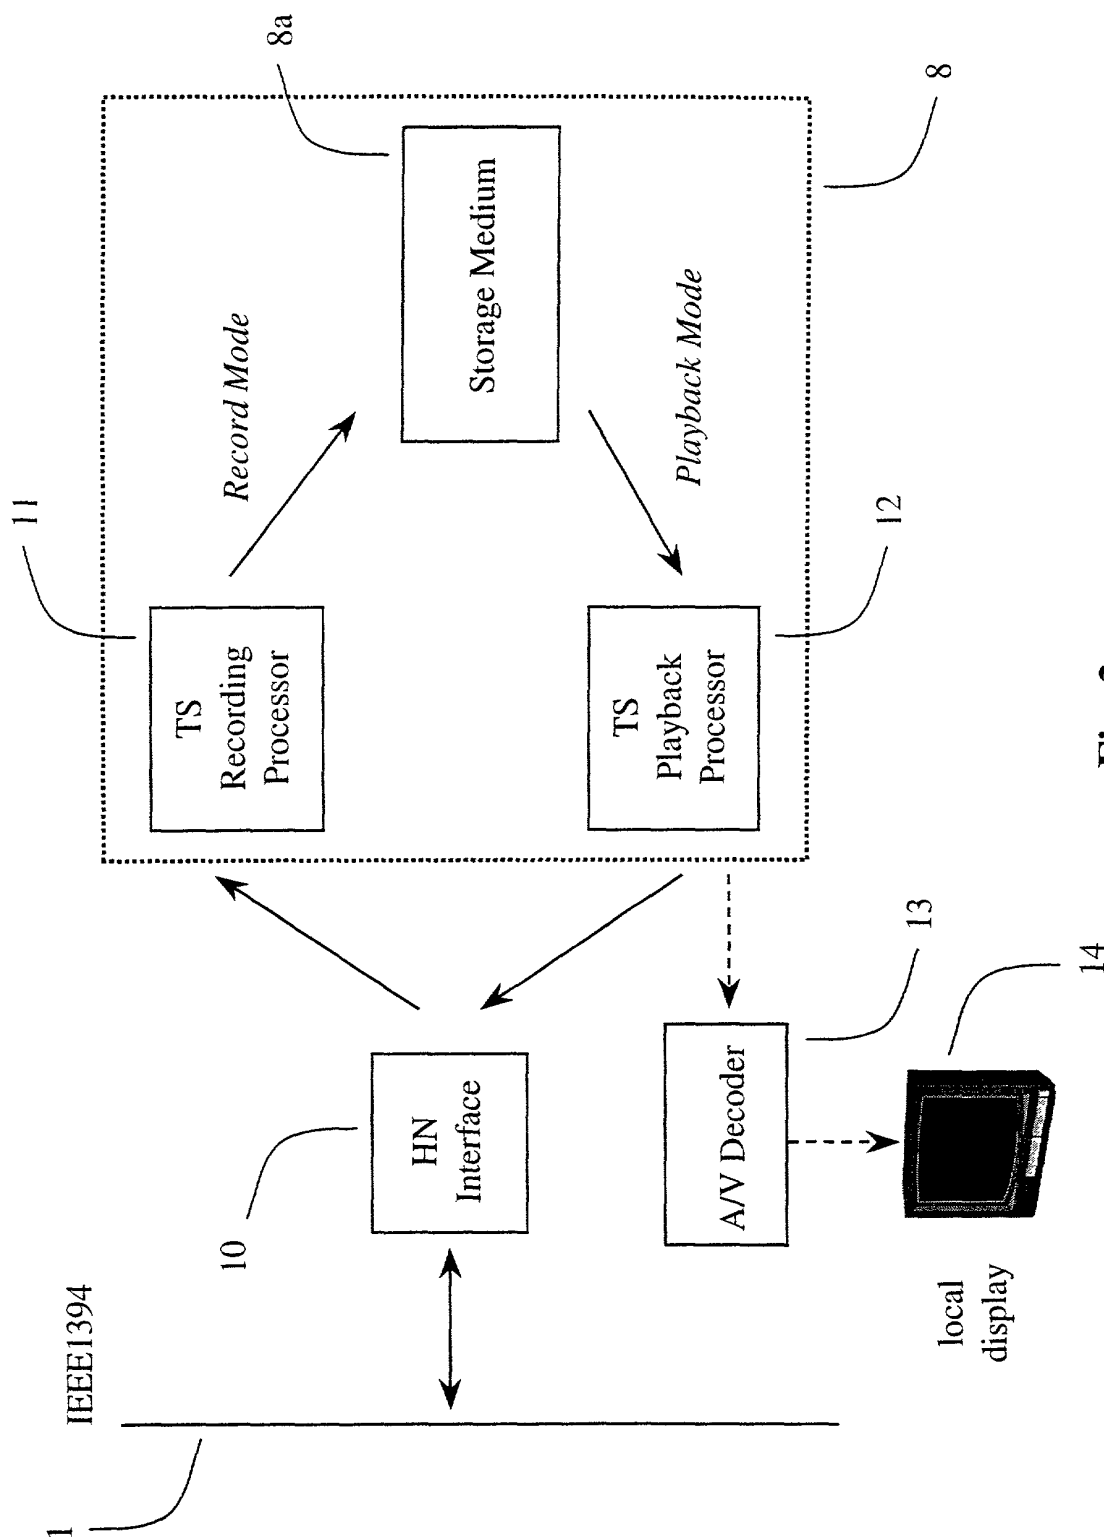 IEEE1394
1
10
HN
Interface
11
TS
Recording
Processor
Record Mode
8a
Storage Medium
Playback Mode
TS
Playback
Processor
12
8
A/V Decoder
13
14
local
display